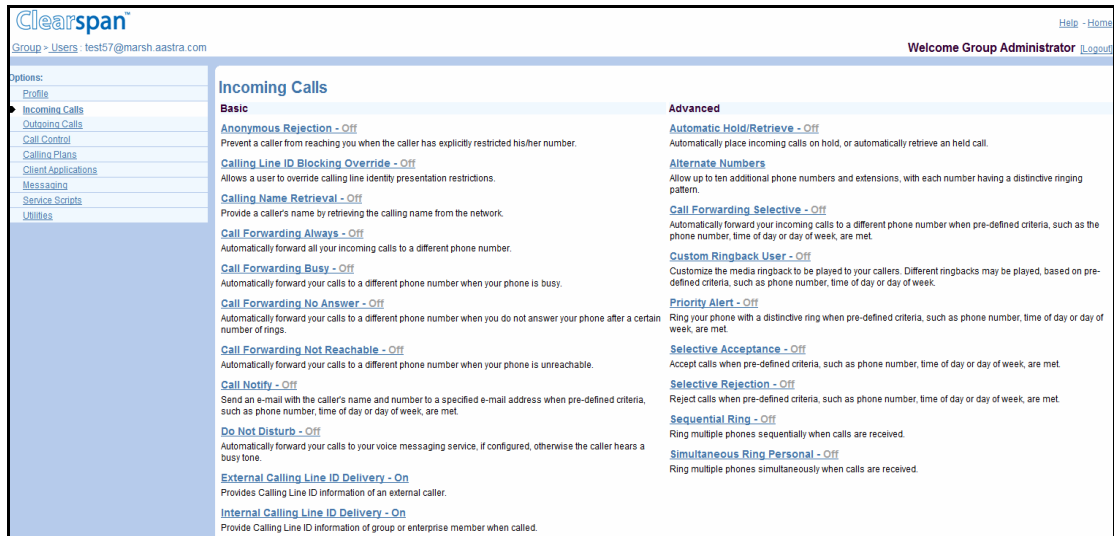 Clearspan™
Help - Home
Group > Users : test57@marsh.aastra.com
Welcome Group Administrator [Logout]
Options:
Profile
Incoming Calls
Outgoing Calls
Call Control
Calling Plans
Client Applications
Messaging
Service Scripts
Utilities
Incoming Calls
Basic
Anonymous Rejection - Off
Prevent a caller from reaching you when the caller has explicitly restricted his/her number.
Calling Line ID Blocking Override - Off
Allows a user to override calling line identity presentation restrictions.
Calling Name Retrieval - Off
Provide a caller's name by retrieving the calling name from the network.
Call Forwarding Always - Off
Automatically forward all your incoming calls to a different phone number.
Call Forwarding Busy - Off
Automatically forward your calls to a different phone number when your phone is busy.
Call Forwarding No Answer - Off
Automatically forward your calls to a different phone number when you do not answer your phone after a certain
number of rings.
Call Forwarding Not Reachable - Off
Automatically forward your calls to a different phone number when your phone is unreachable.
Call Notify - Off
Send an e-mail with the caller's name and number to a specified e-mail address when pre-defined criteria,
such as phone number, time of day or day of week, are met.
Do Not Disturb - Off
Automatically forward your calls to your voice messaging service, if configured, otherwise the caller hears a
busy tone.
External Calling Line ID Delivery - On
Provides Calling Line ID information of an external caller.
Internal Calling Line ID Delivery - On
Provide Calling Line ID information of group or enterprise member when called.
Advanced
Automatic Hold/Retrieve - Off
Automatically place incoming calls on hold, or automatically retrieve an held call.
Alternate Numbers
Allow up to ten additional phone numbers and extensions, with each number having a distinctive ringing
pattern.
Call Forwarding Selective - Off
Automatically forward your incoming calls to a different phone number when pre-defined criteria, such as the
phone number, time of day or day of week, are met.
Custom Ringback User - Off
Customize the media ringback to be played to your callers. Different ringbacks may be played, based on pre-
defined criteria, such as phone number, time of day or day of week.
Priority Alert - Off
Ring your phone with a distinctive ring when pre-defined criteria, such as phone number, time of day or day of
week, are met.
Selective Acceptance - Off
Accept calls when pre-defined criteria, such as phone number, time of day or day of week, are met.
Selective Rejection - Off
Reject calls when pre-defined criteria, such as phone number, time of day or day of week, are met.
Sequential Ring - Off
Ring multiple phones sequentially when calls are received.
Simultaneous Ring Personal - Off
Ring multiple phones simultaneously when calls are received.